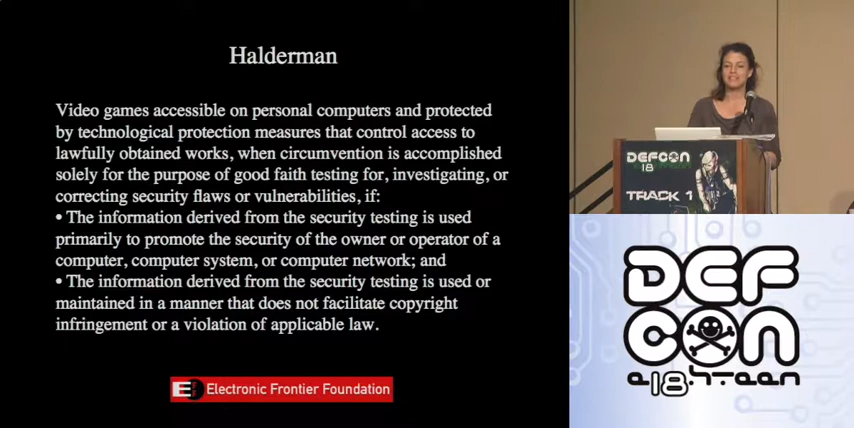 Halderman
Video games accessible on personal computers and protected
by technological protection measures that control access to
lawfully obtained works, when circumvention is accomplished
solely for the purpose of good faith testing for, investigating, or
correcting security flaws or vulnerabilities, if:
• The information derived from the security testing is used
primarily to promote the security of the owner or operator of a
computer, computer system, or computer network; and
• The information derived from the security testing is used or
maintained in a manner that does not facilitate copyright
infringement or a violation of applicable law.
EFF Electronic Frontier Foundation
DEFCON
18
TRACK 1
DEF
CON
e18h-teen